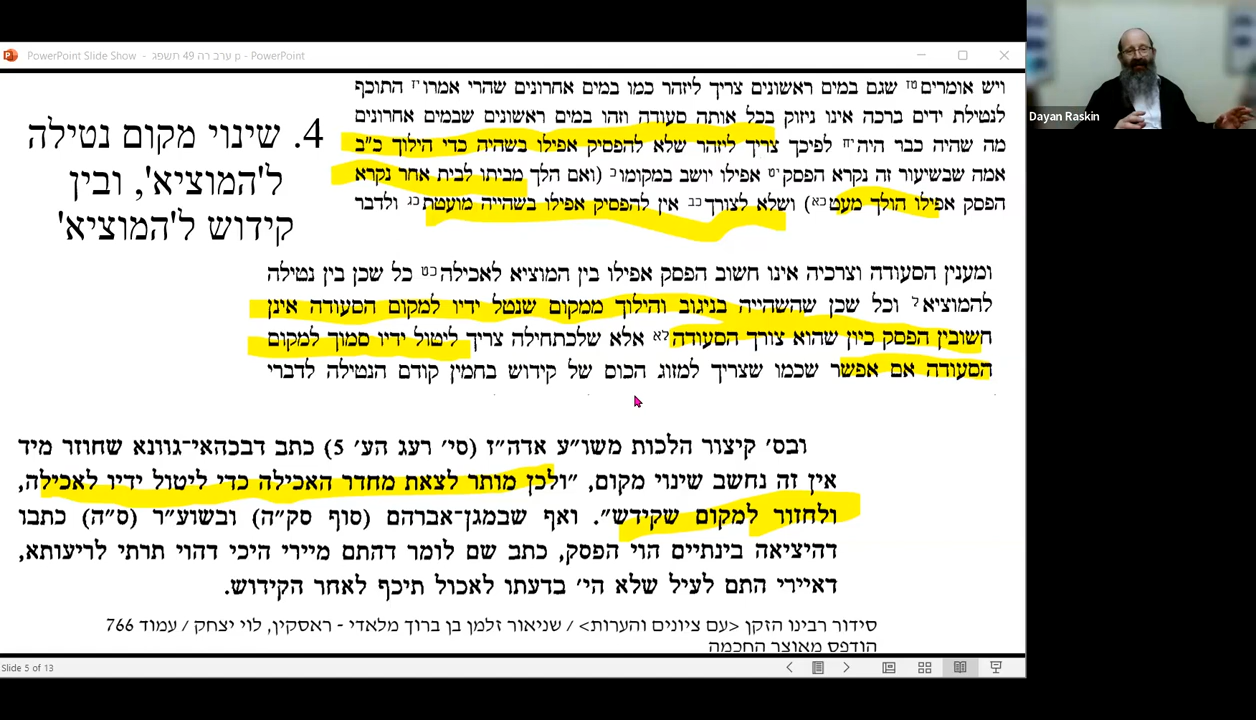 PowerPoint Slide Show - ערב רה 49 תשפג q - PowerPoint
4. שינוי מקום נטילה
ל'המוציא', ובין
קידוש ל'המוציא'
ויש אומרים טז שגם במים ראשונים צריך ליזהר כמו במים אחרונים שהרי אמרו יז התוכף
לנטילת ידים ברכה אינו ניזוק בכל אותה סעודה וזהו במים ראשונים שבמים אחרונים
מה שהיה כבר היה יח לפיכך צריך ליזהר שלא להפסיק אפילו בשהיה כדי הילוך כ"ב
אמה שבשיעור זה נקרא הפסק יט אפילו יושב במקומו כ (ואם הלך מביתו לבית אחר נקרא
הפסק אפילו הולך מעט כא) ושלא לצורך כב אין להפסיק אפילו בשהייה מועטת כג ולדבר
ומענין הסעודה וצרכיה אינו חשוב הפסק אפילו בין המוציא לאכילה כט כל שכן בין נטילה
להמוציא ל וכל שכן שהשהייה בניגוב והילוך ממקום שנטל ידיו למקום הסעודה אינן
חשובין הפסק כיון שהוא צורך הסעודה לא אלא שלכתחילה צריך ליטול ידיו סמוך למקום
הסעודה אם אפשר שכמו שצריך למזוג הכוס של קידוש בחמין קודם הנטילה לדברי
ובס' קיצור הלכות משו"ע אדה"ז (סי' רעג הע' 5) כתב דבכהאי־גוונא שחוזר מיד
אין זה נחשב שינוי מקום, "ולכן מותר לצאת מחדר האכילה כדי ליטול ידיו לאכילה,
ולחזור למקום שקידש". ואף שבמגן־אברהם (סוף סק"ה) ובשוע"ר (ס"ה) כתבו
דהיציאה בינתיים הוי הפסק, כתב שם לומר דהתם מיירי היכי דהוי תרתי לריעותא,
דאיירי התם לעיל שלא הי' בדעתו לאכול תיכף לאחר הקידוש.
סידור רבינו הזקן <עם ציונים והערות> / שניאור זלמן בן ברוך מלאדי - ראסקין, לוי יצחק / עמוד 766
הודפס מאוצר החכמה
Slide 5 of 13
Dayan Raskin